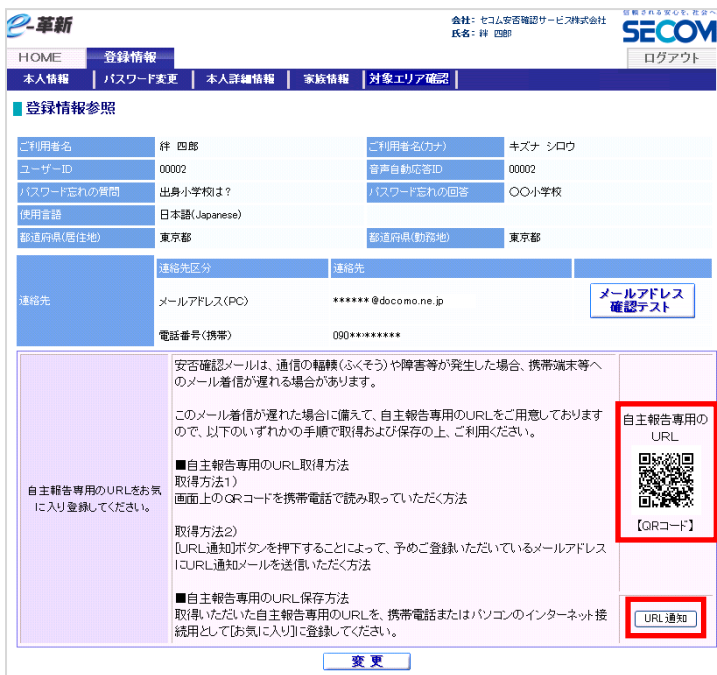 e-革新
会社: セコム安否確認サービス株式会社
氏名: 絆 四郎
信頼される安心を、社会へ
SECOM
HOME 登録情報 ログアウト
本人情報 パスワード変更 本人詳細情報 家族情報 対象エリア確認
登録情報参照
ご利用者名 絆 四郎 ご利用者名(カナ) キズナ シロウ
ユーザーID 00002 音声自動応答ID 00002
パスワード忘れの質問 出身小学校は? パスワード忘れの回答 〇〇小学校
使用言語 日本語(Japanese)
都道府県(居住地) 東京都 都道府県(勤務地) 東京都
連絡先区分 連絡先
連絡先 メールアドレス(PC) ******@docomo.ne.jp メールアドレス
確認テスト
電話番号(携帯) 090********
安否確認メールは、通信の輻輳(ふくそう)や障害等が発生した場合、携帯端末等へ
のメール着信が遅れる場合があります。
このメール着信が遅れた場合に備えて、自主報告専用のURLをご用意しております
ので、以下のいずれかの手順で取得および保存の上、ご利用ください。
■自主報告専用のURL取得方法
取得方法1)
画面上のQRコードを携帯電話で読み取っていただく方法
自主報告専用のURLをお気
に入り登録してください。
取得方法2)
[URL通知]ボタンを押下することによって、予めご登録いただいているメールアドレス
にURL通知メールを送信いただく方法
■自主報告専用のURL保存方法
取得いただいた自主報告専用のURLを、携帯電話またはパソコンのインターネット接
続用として[お気に入り]に登録してください。
自主報告専用の
URL
【QRコード】
URL通知
変更